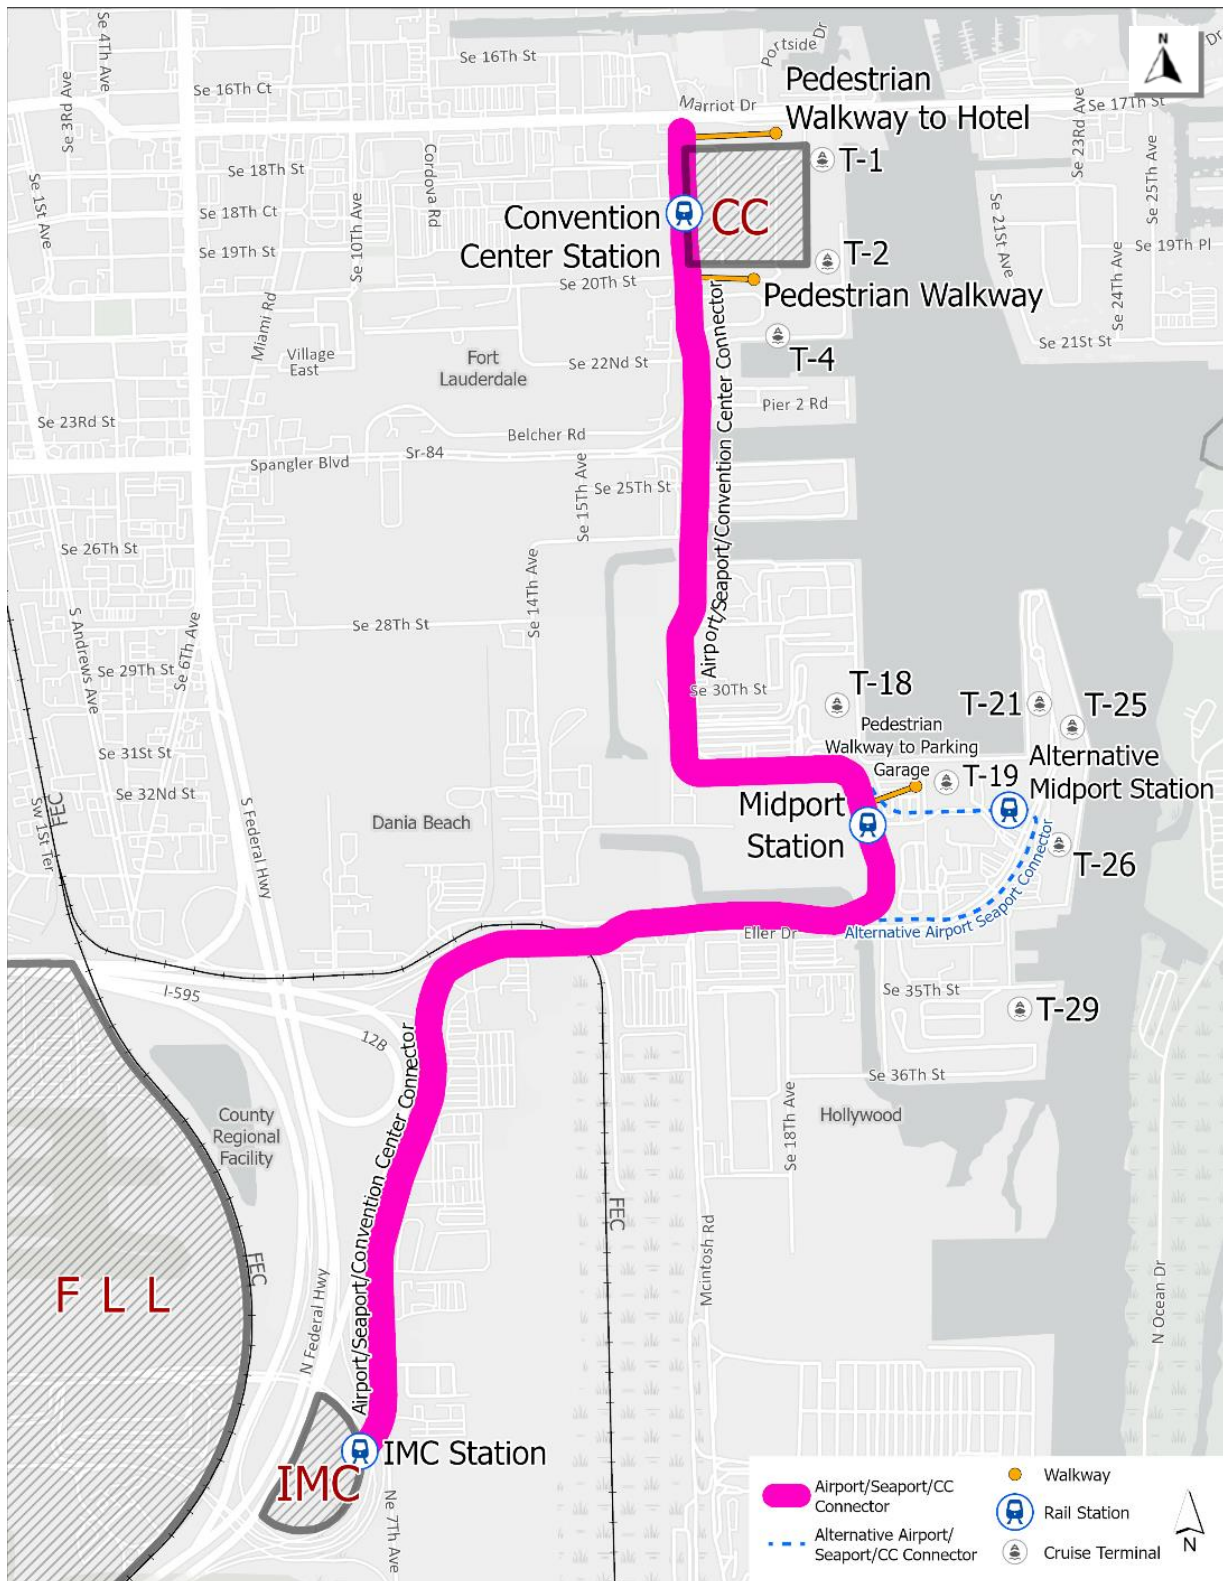 N
Portside Dr
Se 16Th St
Se 4Th Ave
Se 3Rd Ave
Se 16Th Ct
Pedestrian
Walkway to Hotel
Marriot Dr
Se 17Th St
Dr
Se 23Rd Ave
Se 25Th Ave
T-1
Cordova Rd
Se 18Th St
Se 1St Ave
Se 10Th Ave
Se 18Th Ct
Convention
Center Station
CC
Se 21St Ave
Se 19Th St
Se 19Th Pl
T-2
Se 24Th Ave
Se 20Th St
Pedestrian Walkway
Miami Rd
T-4
Se 21St St
Village
East
Fort
Lauderdale
Se 22Nd St
Airport/Seaport/Convention Center Connector
Pier 2 Rd
Se 23Rd St
Belcher Rd
Sr-84
Spangler Blvd
Se 15Th Ave
Se 25Th St
Se 26Th St
Se 14Th Ave
S Andrews Ave
Se 6Th Ave
Se 28Th St
Se 29Th St
Se 30Th St
T-18
T-21
T-25
Pedestrian
Walkway to Parking
Garage
Se 31St St
Se 32Nd St
T-19
Alternative
Midport Station
FEC
Sw 1St Ter
S Federal Hwy
Dania Beach
Midport
Station
T-26
Eller Dr
Alternative Airport Seaport Connector
I-595
12B
Se 35Th St
T-29
Se 36Th St
Airport/Seaport/Convention Center Connector
County
Regional
Facility
Se 18Th Ave
Hollywood
FEC
Mcintosh Rd
FEC
F L L
N Federal Hwy
N Ocean Dr
IMC Station
IMC
Ne 7Th Ave
Airport/Seaport/CC
Connector
Walkway
Rail Station
Alternative Airport/
Seaport/CC Connector
Cruise Terminal
N